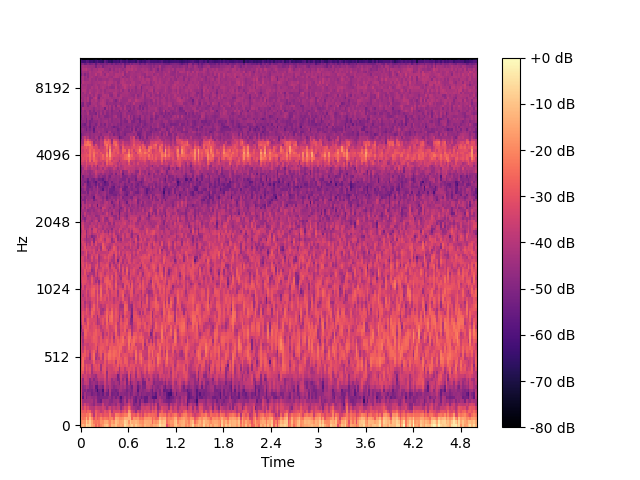 8192
4096
2048
1024
512
0
Hz
0 0.6 1.2 1.8 2.4 3 3.6 4.2 4.8
Time
+0 dB
-10 dB
-20 dB
-30 dB
-40 dB
-50 dB
-60 dB
-70 dB
-80 dB